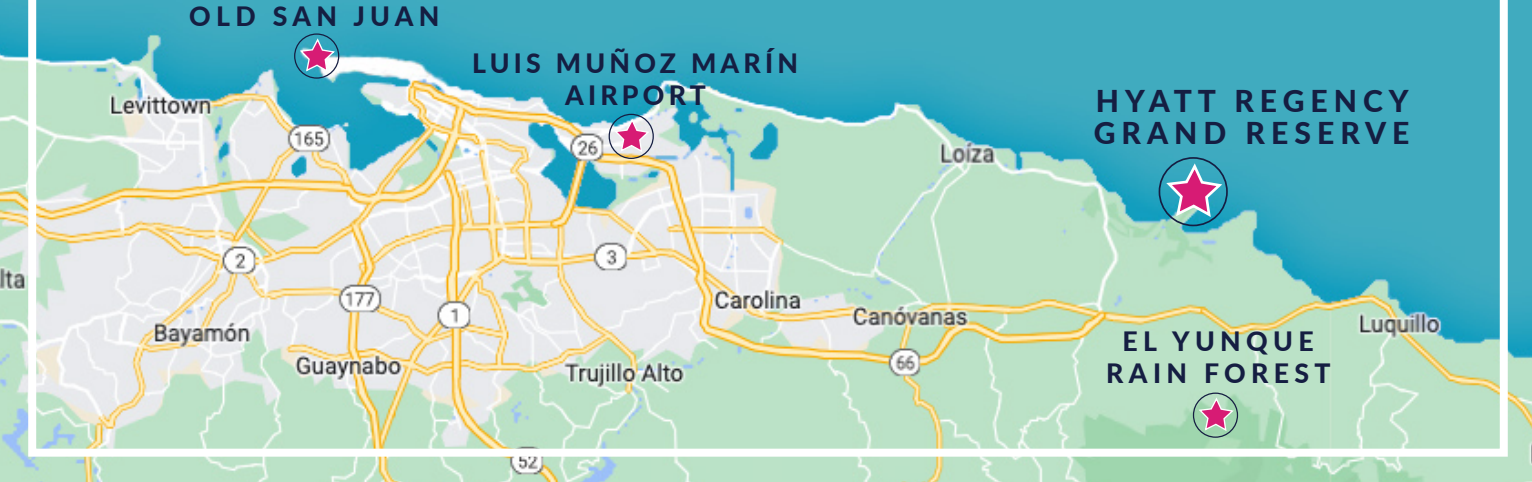 OLD SAN JUAN
LUIS MUÑOZ MARÍN
AIRPORT
HYATT REGENCY
GRAND RESERVE
Levittown
165
26
Loíza
2
3
lta
177
1
Carolina
Canóvanas
Luquillo
Bayamón
EL YUNQUE
RAIN FOREST
Guaynabo
Trujillo Alto
66
52